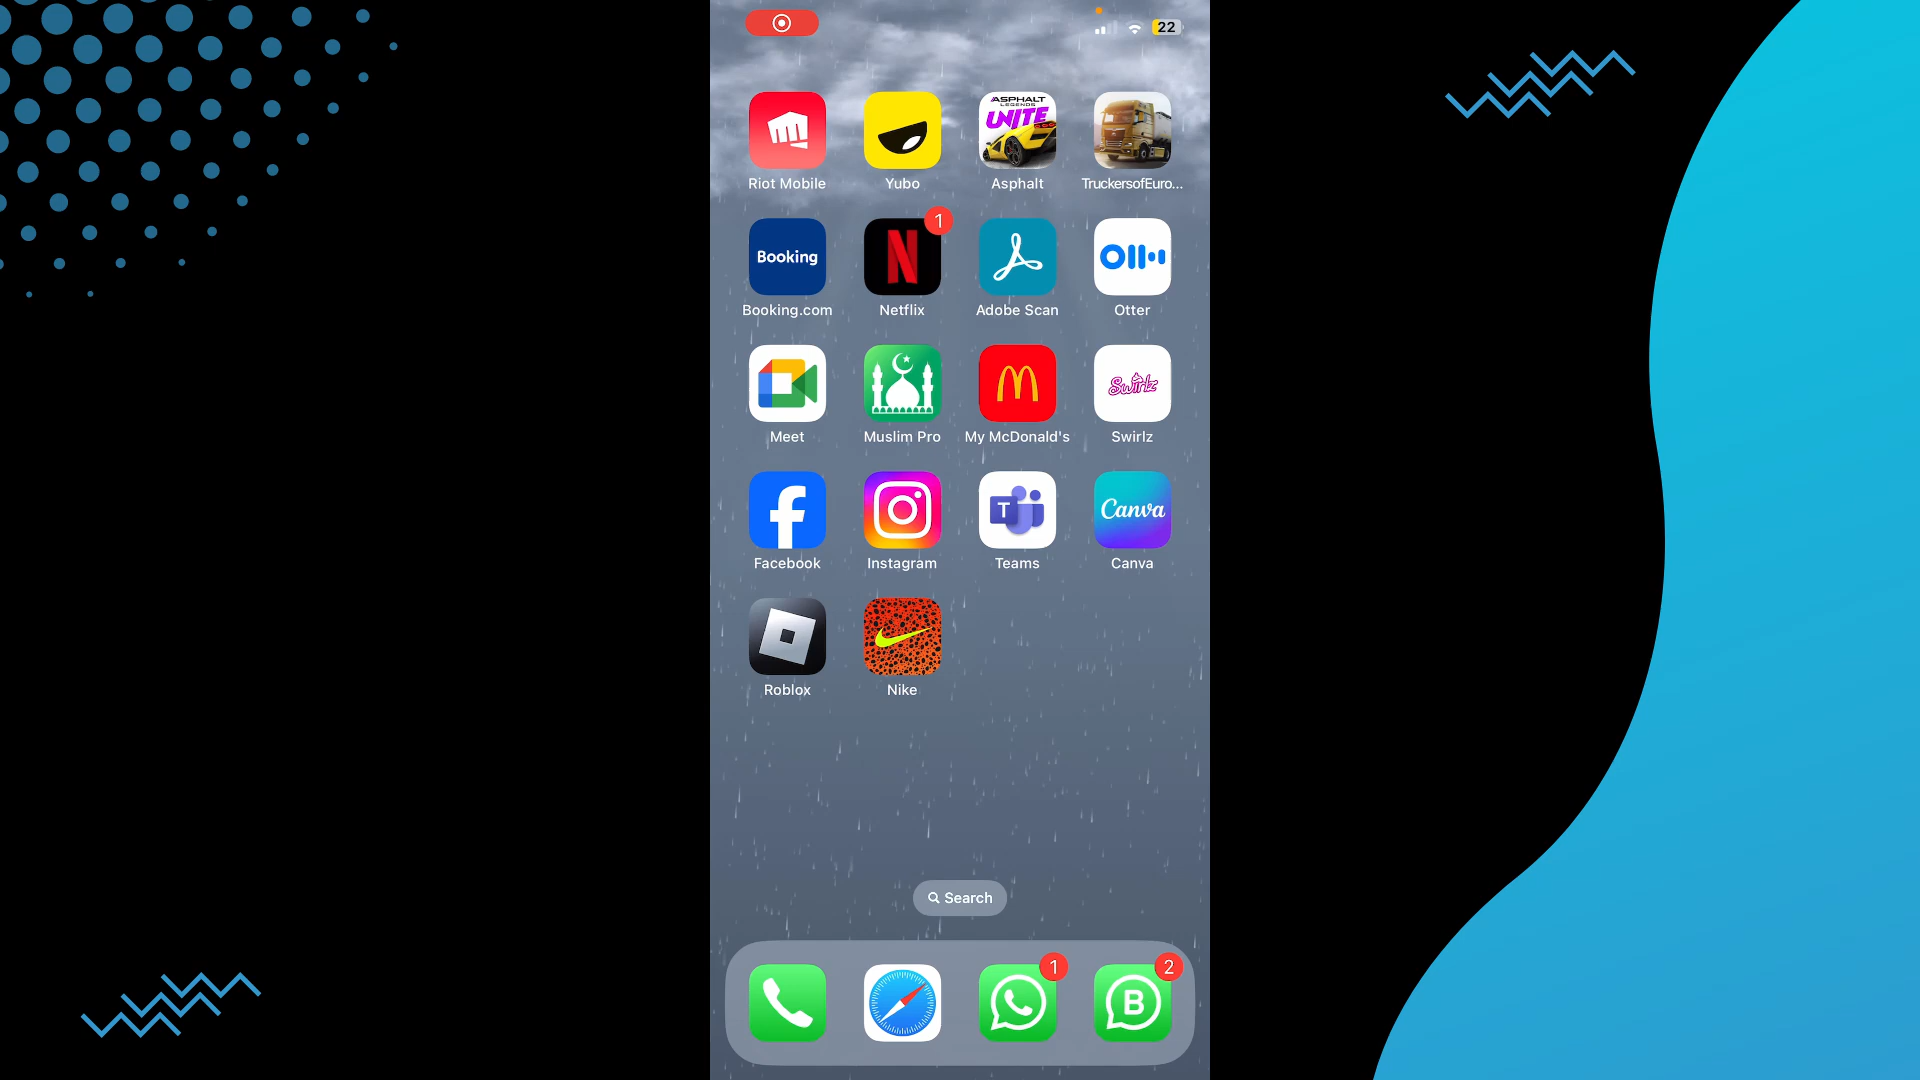 22
ASPHALT
LEGENDS
UNITE
Riot Mobile
Yubo
Asphalt
TruckersofEuro...
Booking
N
1
Booking.com
Netflix
Adobe Scan
Otter
Swirlz
Meet
Muslim Pro
My McDonald's
Swirlz
T
Canva
Facebook
Instagram
Teams
Canva
Roblox
Nike
Search
1
B
2